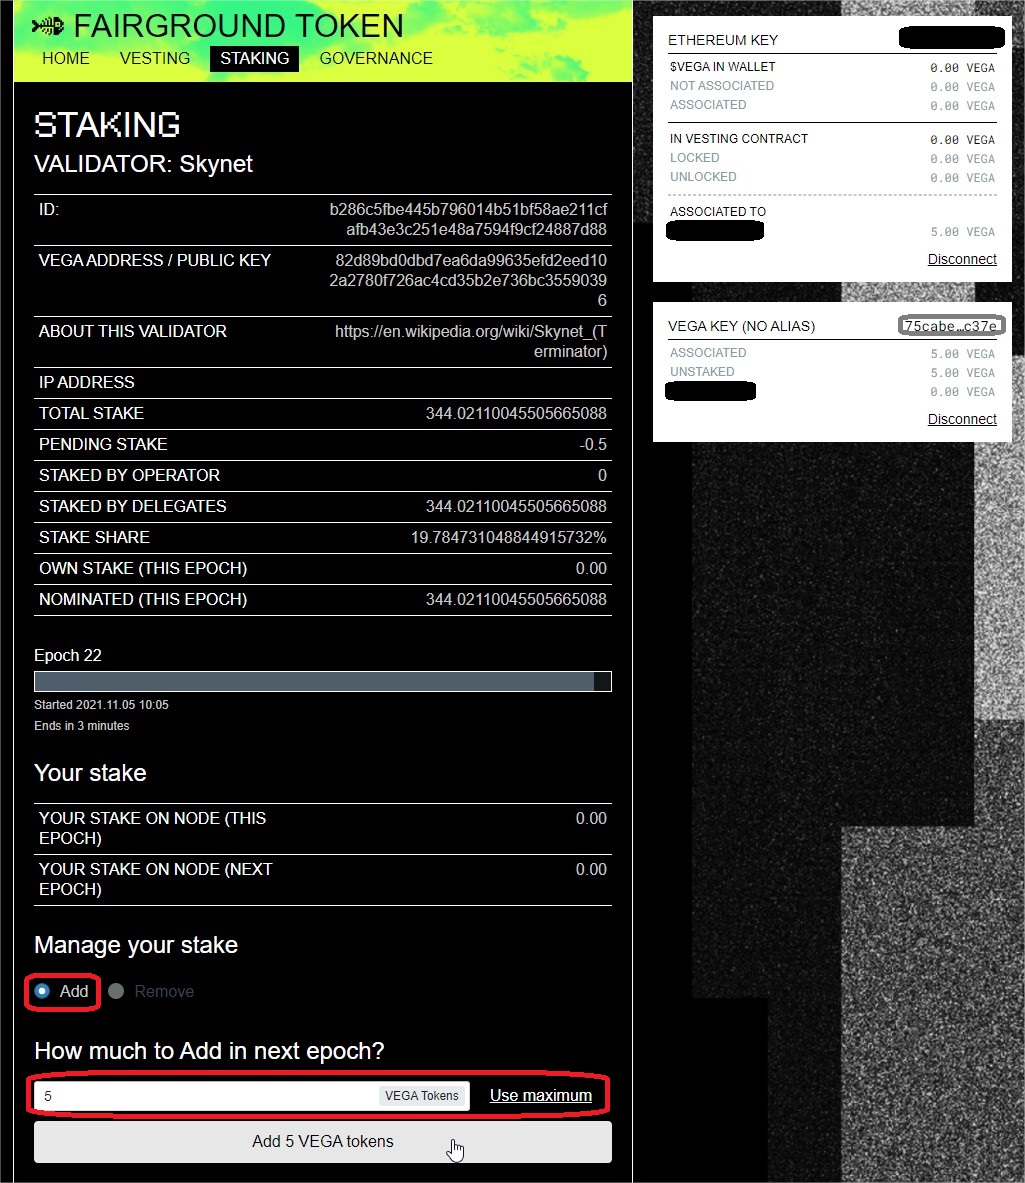 FAIRGROUND TOKEN
HOME VESTING STAKING GOVERNANCE
STAKING
VALIDATOR: Skynet
ID: b286c5fbe445b796014b51bf58ae211cf
afb43e3c251e48a7594f9cf24887d88
VEGA ADDRESS / PUBLIC KEY 82d89bd0dbd7ea6da99635efd2eed10
2a2780f726ac4cd35b2e736bc3559039
6
ABOUT THIS VALIDATOR https://en.wikipedia.org/wiki/Skynet_(T
erminator)
IP ADDRESS
TOTAL STAKE 344.02110045505665088
PENDING STAKE -0.5
STAKED BY OPERATOR 0
STAKED BY DELEGATES 344.02110045505665088
STAKE SHARE 19.784731048844915732%
OWN STAKE (THIS EPOCH) 0.00
NOMINATED (THIS EPOCH) 344.02110045505665088
Epoch 22
Started 2021.11.05 10:05
Ends in 3 minutes
Your stake
YOUR STAKE ON NODE (THIS 0.00
EPOCH)
YOUR STAKE ON NODE (NEXT 0.00
EPOCH)
Manage your stake
Add Remove
How much to Add in next epoch?
5 VEGA Tokens Use maximum
Add 5 VEGA tokens
ETHEREUM KEY
$VEGA IN WALLET 0.00 VEGA
NOT ASSOCIATED 0.00 VEGA
ASSOCIATED 0.00 VEGA
IN VESTING CONTRACT 0.00 VEGA
LOCKED 0.00 VEGA
UNLOCKED 0.00 VEGA
ASSOCIATED TO
5.00 VEGA
Disconnect
VEGA KEY (NO ALIAS) 75cabe…c37e
ASSOCIATED 5.00 VEGA
UNSTAKED 5.00 VEGA
0.00 VEGA
Disconnect